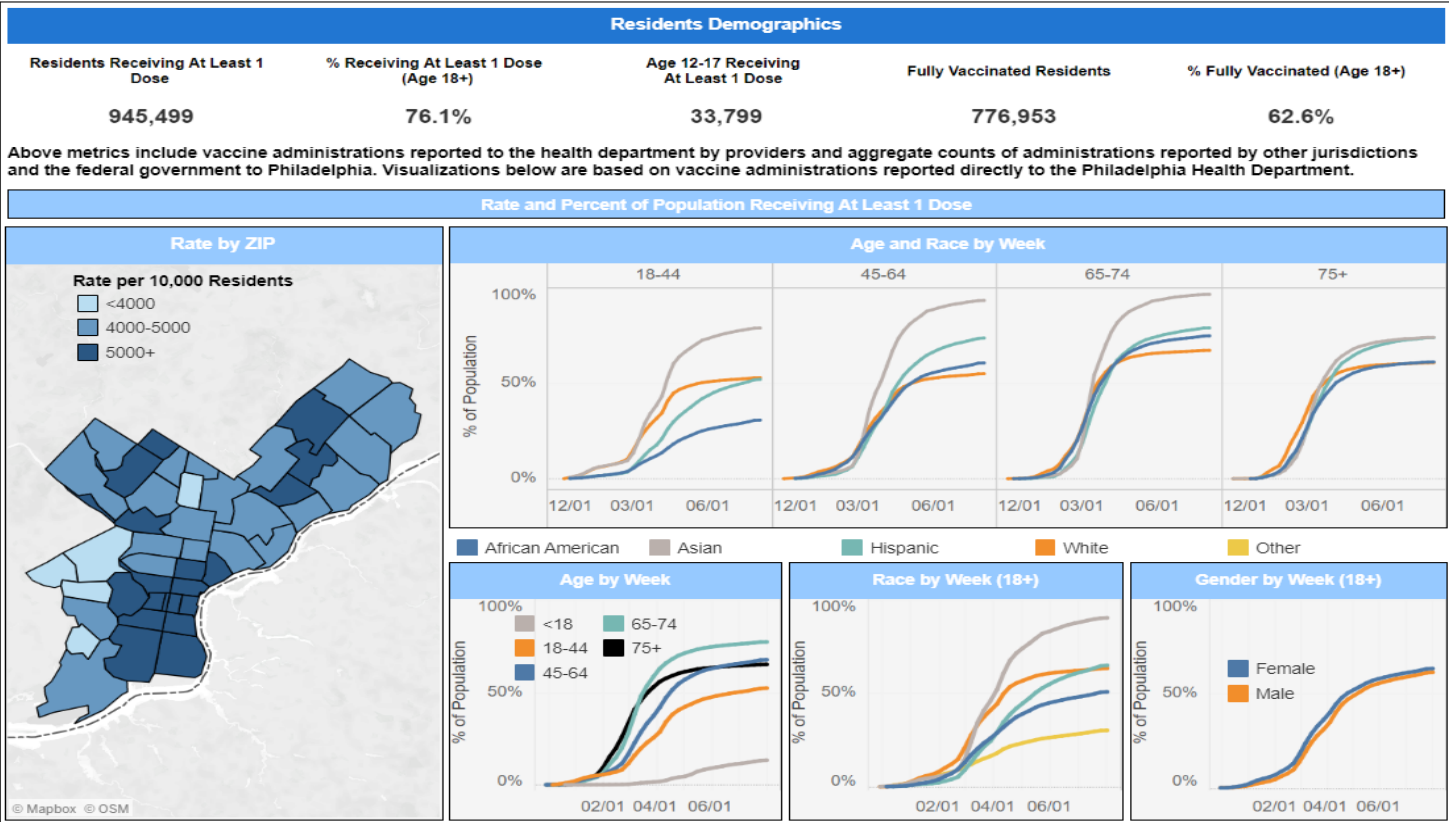 Residents Demographics
Residents Receiving At Least 1
Dose
945,499
% Receiving At Least 1 Dose
(Age 18+)
76.1%
Age 12-17 Receiving
At Least 1 Dose
33,799
Fully Vaccinated Residents
776,953
% Fully Vaccinated (Age 18+)
62.6%
Above metrics include vaccine administrations reported to the health department by providers and aggregate counts of administrations reported by other jurisdictions
and the federal government to Philadelphia. Visualizations below are based on vaccine administrations reported directly to the Philadelphia Health Department.
Rate and Percent of Population Receiving At Least 1 Dose
Rate by ZIP
Rate per 10,000 Residents
<4000
4000-5000
5000+
© Mapbox © OSM
Age and Race by Week
18-44 45-64 65-74 75+
% of Population
100%
50%
0%
12/01 03/01 06/01 12/01 03/01 06/01 12/01 03/01 06/01 12/01 03/01 06/01
African American Asian Hispanic White Other
Age by Week
% of Population
100%
50%
0%
<18 65-74
18-44 75+
45-64
02/01 04/01 06/01
Race by Week (18+)
% of Population
100%
50%
0%
02/01 04/01 06/01
Gender by Week (18+)
% of Population
100%
50%
0%
Female
Male
02/01 04/01 06/01